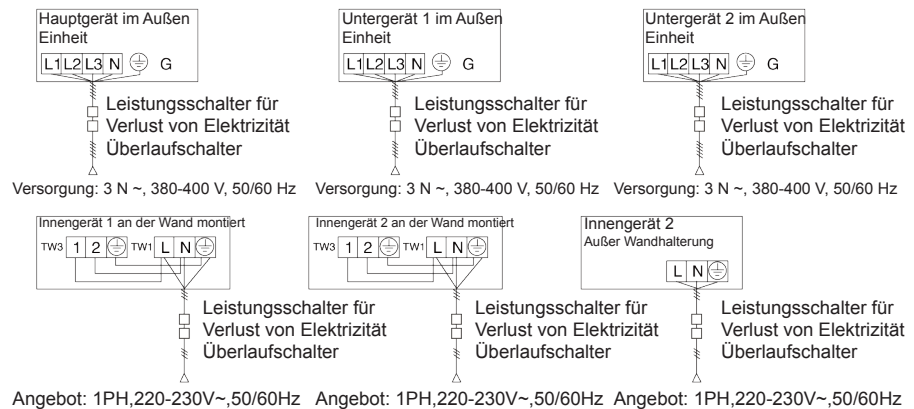 Hauptgerät im Außen
Einheit
L1 L2 L3 N G
Leistungsschalter für
Verlust von Elektrizität
Überlaufschalter
Versorgung: 3 N ~, 380-400 V, 50/60 Hz
Untergerät 1 im Außen
Einheit
L1 L2 L3 N G
Leistungsschalter für
Verlust von Elektrizität
Überlaufschalter
Versorgung: 3 N ~, 380-400 V, 50/60 Hz
Untergerät 2 im Außen
Einheit
L1 L2 L3 N G
Leistungsschalter für
Verlust von Elektrizität
Überlaufschalter
Versorgung: 3 N ~, 380-400 V, 50/60 Hz
Innengerät 1 an der Wand montiert
TW3 1 2 TW1 L N
Leistungsschalter für
Verlust von Elektrizität
Überlaufschalter
Angebot: 1PH,220-230V~,50/60Hz
Innengerät 2 an der Wand montiert
TW3 1 2 TW1 L N
Leistungsschalter für
Verlust von Elektrizität
Überlaufschalter
Angebot: 1PH,220-230V~,50/60Hz
Innengerät 2
Außer Wandhalterung
L N
Leistungsschalter für
Verlust von Elektrizität
Überlaufschalter
Angebot: 1PH,220-230V~,50/60Hz